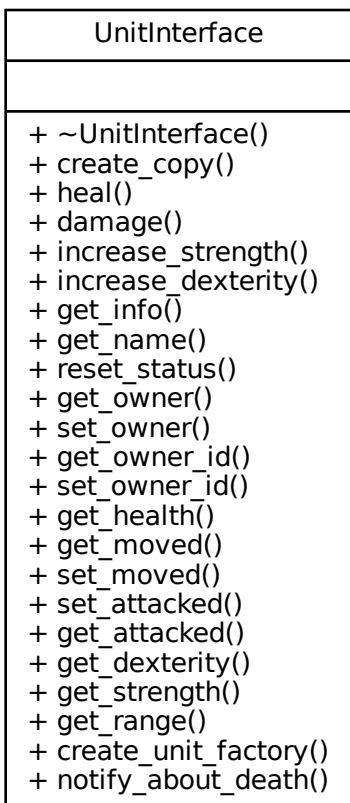 UnitInterface
+ ~UnitInterface()
+ create_copy()
+ heal()
+ damage()
+ increase_strength()
+ increase_dexterity()
+ get_info()
+ get_name()
+ reset_status()
+ get_owner()
+ set_owner()
+ get_owner_id()
+ set_owner_id()
+ get_health()
+ get_moved()
+ set_moved()
+ set_attacked()
+ get_attacked()
+ get_dexterity()
+ get_strength()
+ get_range()
+ create_unit_factory()
+ notify_about_death()